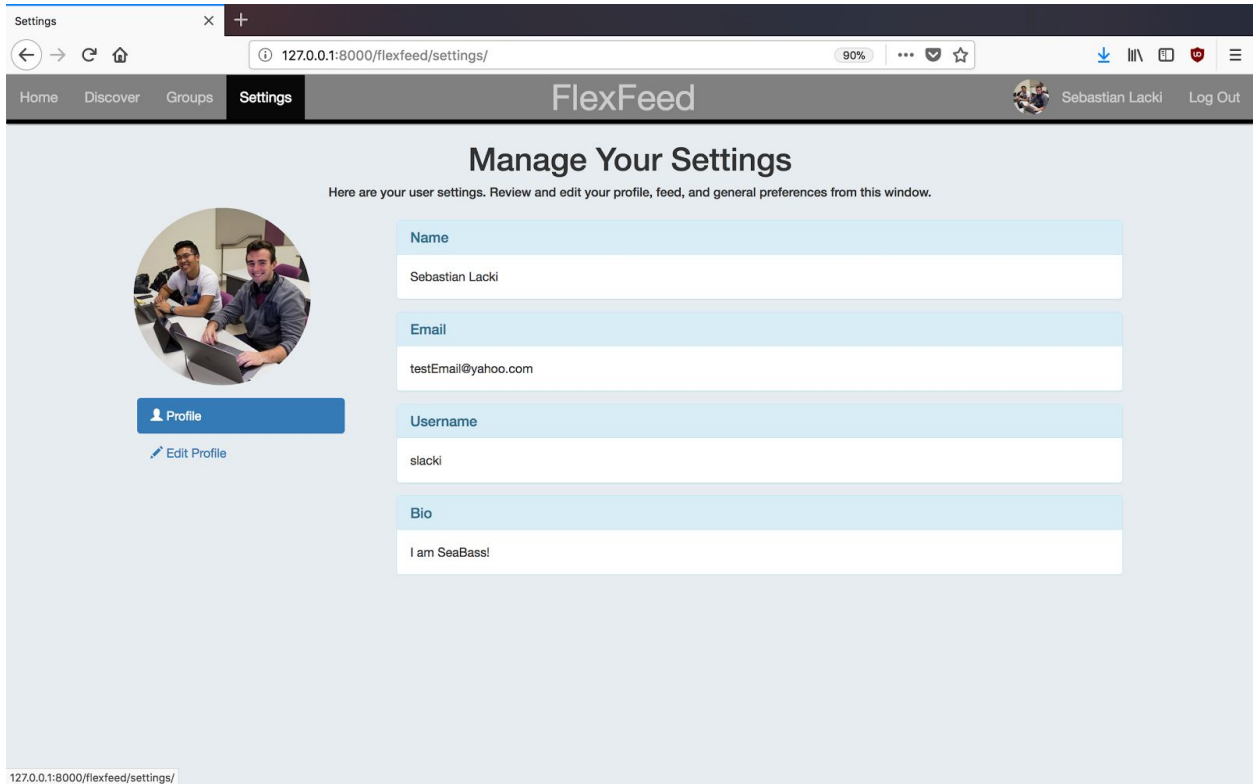 Settings
127.0.0.1:8000/flexfeed/settings/
90%
Home Discover Groups Settings FlexFeed Sebastian Lacki Log Out
Manage Your Settings
Here are your user settings. Review and edit your profile, feed, and general preferences from this window.
Name
Sebastian Lacki
Email
testEmail@yahoo.com
Profile
Username
Edit Profile
slacki
Bio
I am SeaBass!
127.0.0.1:8000/flexfeed/settings/